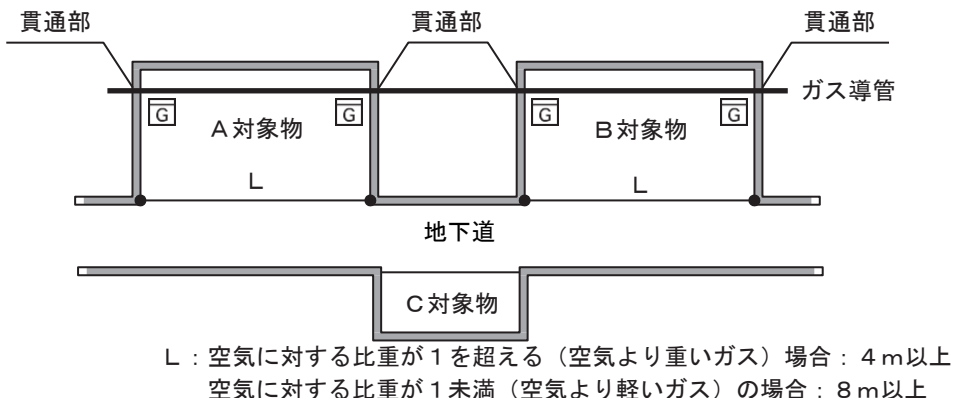 貫通部 貫通部 貫通部
ガス導管
G G G G
A対象物 B対象物
L L
地下道
C対象物
L：空気に対する比重が１を超える（空気より重いガス）場合：４ｍ以上
空気に対する比重が１未満（空気より軽いガス）の場合：８ｍ以上